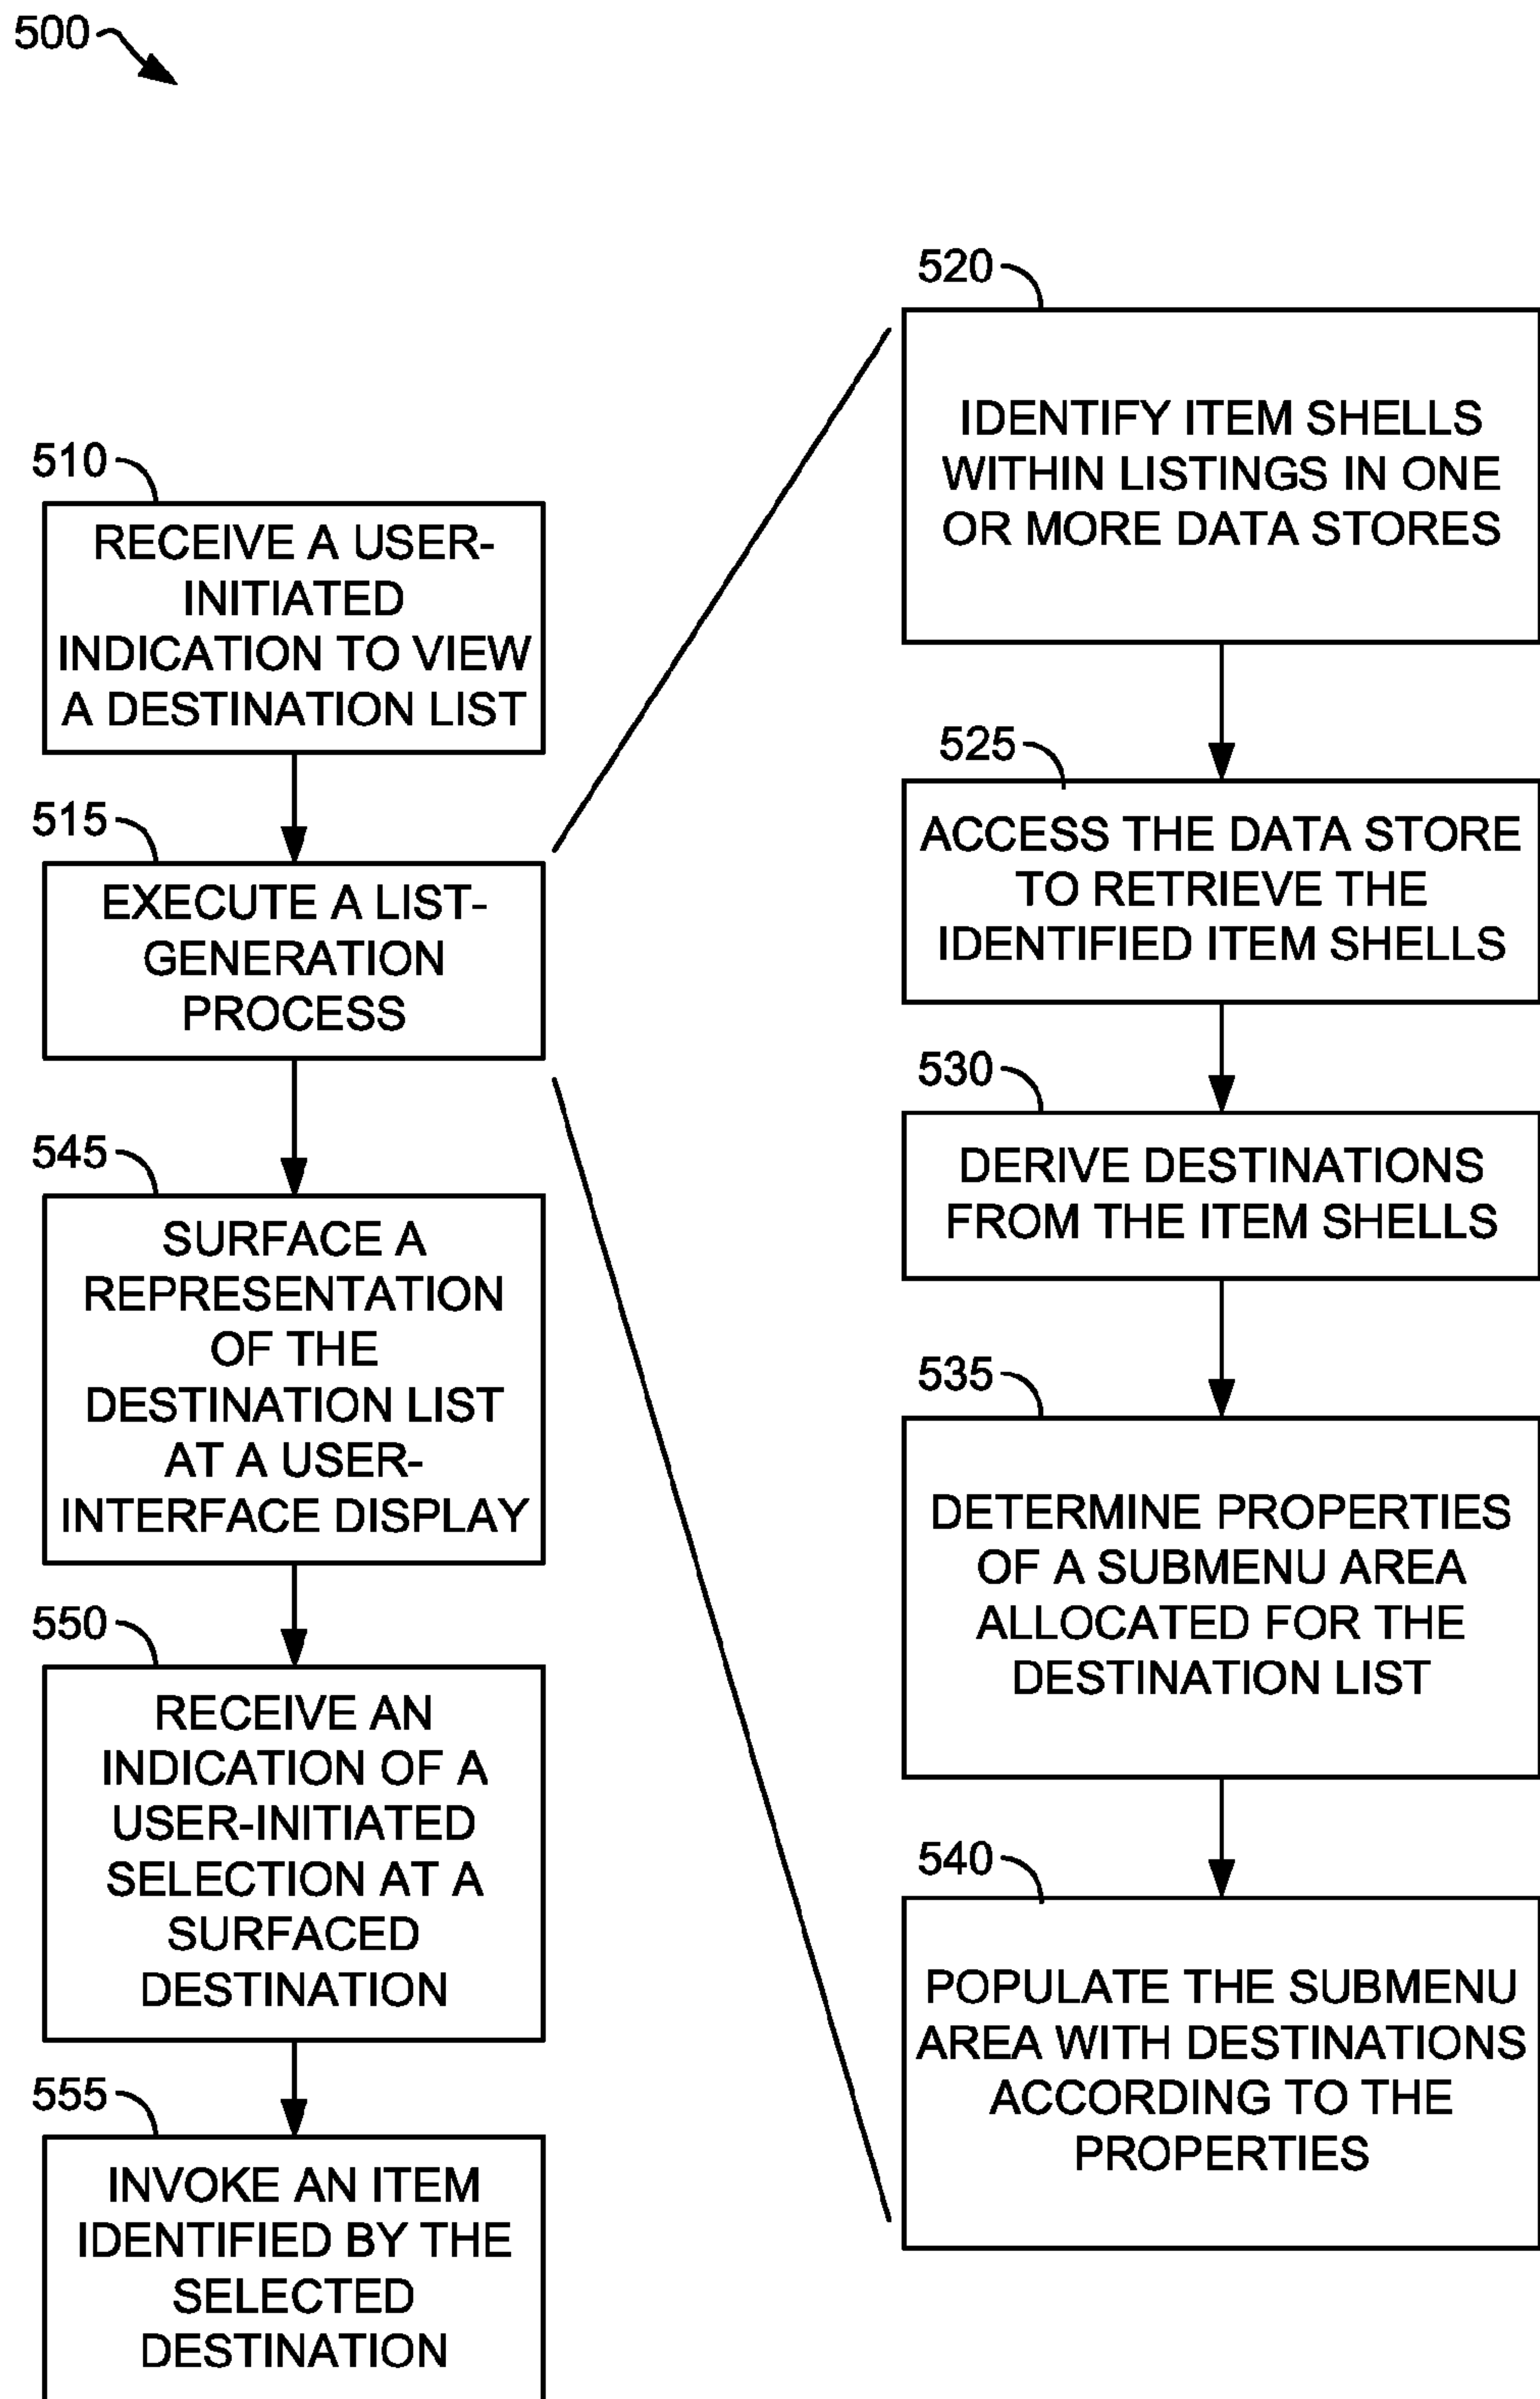 500
510
RECEIVE A USER-
INITIATED
INDICATION TO VIEW
A DESTINATION LIST
515
EXECUTE A LIST-
GENERATION
PROCESS
545
SURFACE A
REPRESENTATION
OF THE
DESTINATION LIST
AT A USER-
INTERFACE DISPLAY
550
RECEIVE AN
INDICATION OF A
USER-INITIATED
SELECTION AT A
SURFACED
DESTINATION
555
INVOKE AN ITEM
IDENTIFIED BY THE
SELECTED
DESTINATION
520
IDENTIFY ITEM SHELLS
WITHIN LISTINGS IN ONE
OR MORE DATA STORES
525
ACCESS THE DATA STORE
TO RETRIEVE THE
IDENTIFIED ITEM SHELLS
530
DERIVE DESTINATIONS
FROM THE ITEM SHELLS
535
DETERMINE PROPERTIES
OF A SUBMENU AREA
ALLOCATED FOR THE
DESTINATION LIST
540
POPULATE THE SUBMENU
AREA WITH DESTINATIONS
ACCORDING TO THE
PROPERTIES